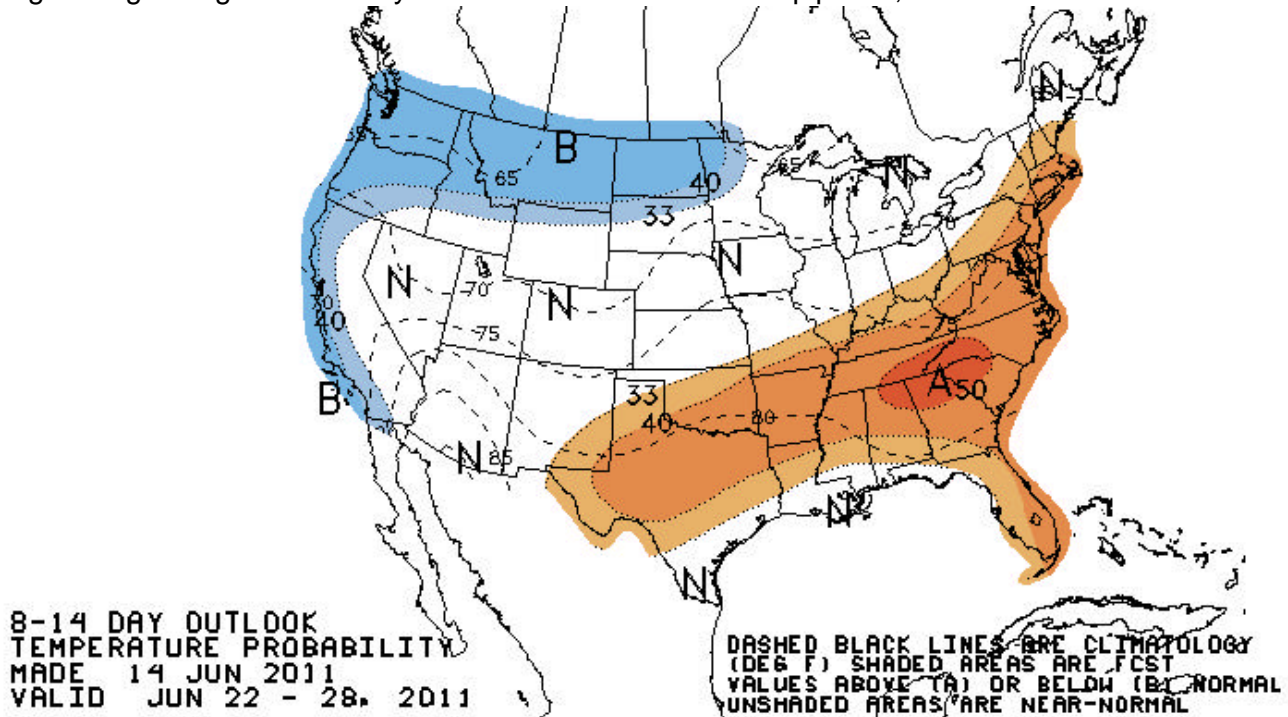 N
B
65
40
33
N
N
N
70
N
75
70
40
33
40
A 50
B
80
N
85
N
N
8-14 DAY OUTLOOK
TEMPERATURE PROBABILITY
MADE 14 JUN 2011
VALID JUN 22 - 28, 2011
DASHED BLACK LINES ARE CLIMATOLOGY
(DEG F) SHADED AREAS ARE FCST
VALUES ABOVE (A) OR BELOW (B) NORMAL
UNSHADED AREAS ARE NEAR-NORMAL